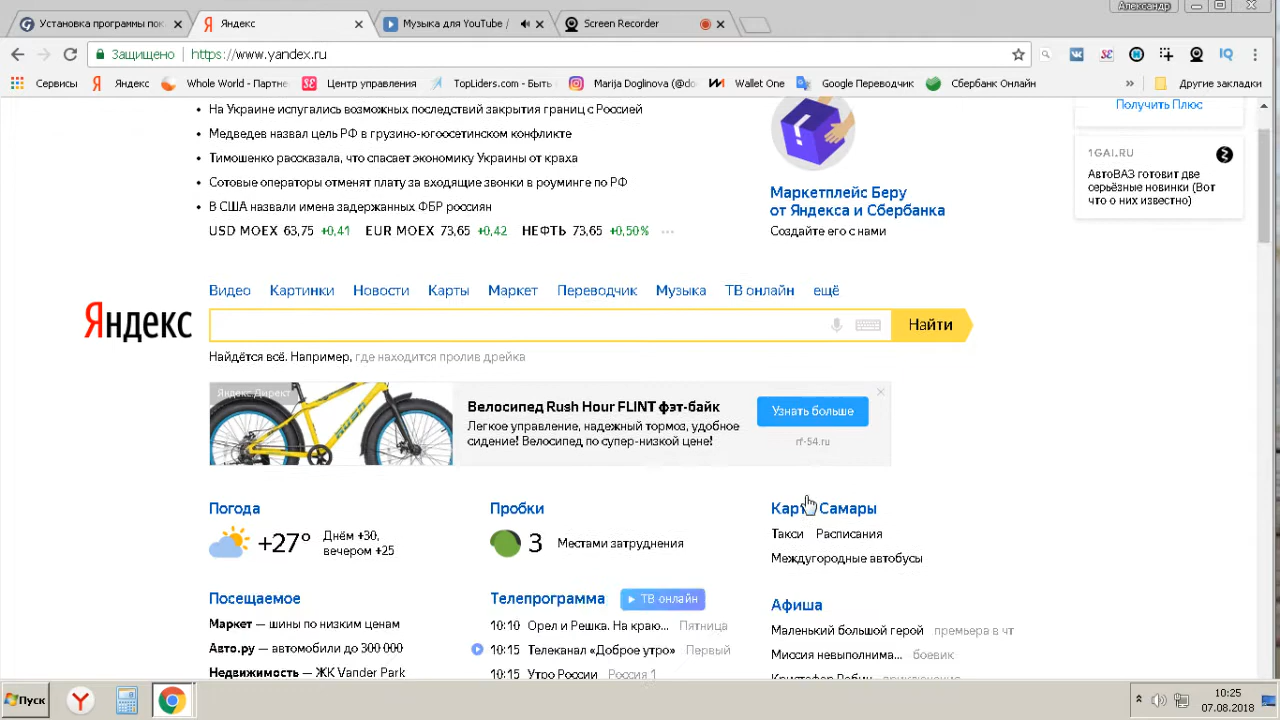 Александр
Установка программы пок
Яндекс
Музыка для YouTube /
Screen Recorder
Защищено
https://www.yandex.ru
Сервисы
Яндекс
Whole World - Партне
Центр управления
TopLiders.com - Быть
Marija Doglinova (@do
Wallet One
Google Переводчик
Сбербанк Онлайн
»
Другие закладки
На Украине испугались возможных последствий закрытия границ с Россией
Медведев назвал цель РФ в грузино-югоосетинском конфликте
Тимошенко рассказала, что спасает экономику Украины от краха
Сотовые операторы отменят плату за входящие звонки в роуминге по РФ
В США назвали имена задержанных ФБР россиян
USD MOEX 63,75 +0,41 EUR MOEX 73,65 +0,42 НЕФТЬ 73,65 +0,50% ...
Маркетплейс Беру
от Яндекса и Сбербанка
Создайте его с нами
Получить Плюс
1GAI.RU
АвтоВАЗ готовит две
серьёзные новинки (Вот
что о них известно)
Видео Картинки Новости Карты Маркет Переводчик Музыка ТВ онлайн ещё
Яндекс
Найти
Найдётся всё. Например, где находится пролив дрейка
Яндекс.Директ
Велосипед Rush Hour FLINT фэт-байк
Легкое управление, надежный тормоз, удобное
сидение! Велосипед по супер-низкой цене!
Узнать больше
rf-54.ru
Погода
+27°
Днём +30,
вечером +25
Пробки
3 Местами затруднения
Карта Самары
Такси Расписания
Междугородные автобусы
Посещаемое
Маркет — шины по низким ценам
Авто.ру — автомобили до 300 000
Недвижимость — ЖК Vander Park
Телепрограмма
ТВ онлайн
10:10 Орел и Решка. На краю... Пятница
10:15 Телеканал «Доброе утро» Первый
10:15 Утро России Россия 1
Афиша
Маленький большой герой премьера в чт
Миссия невыполнима... боевик
Кристофер Робин - приключения
Пуск
10:25
07.08.2018